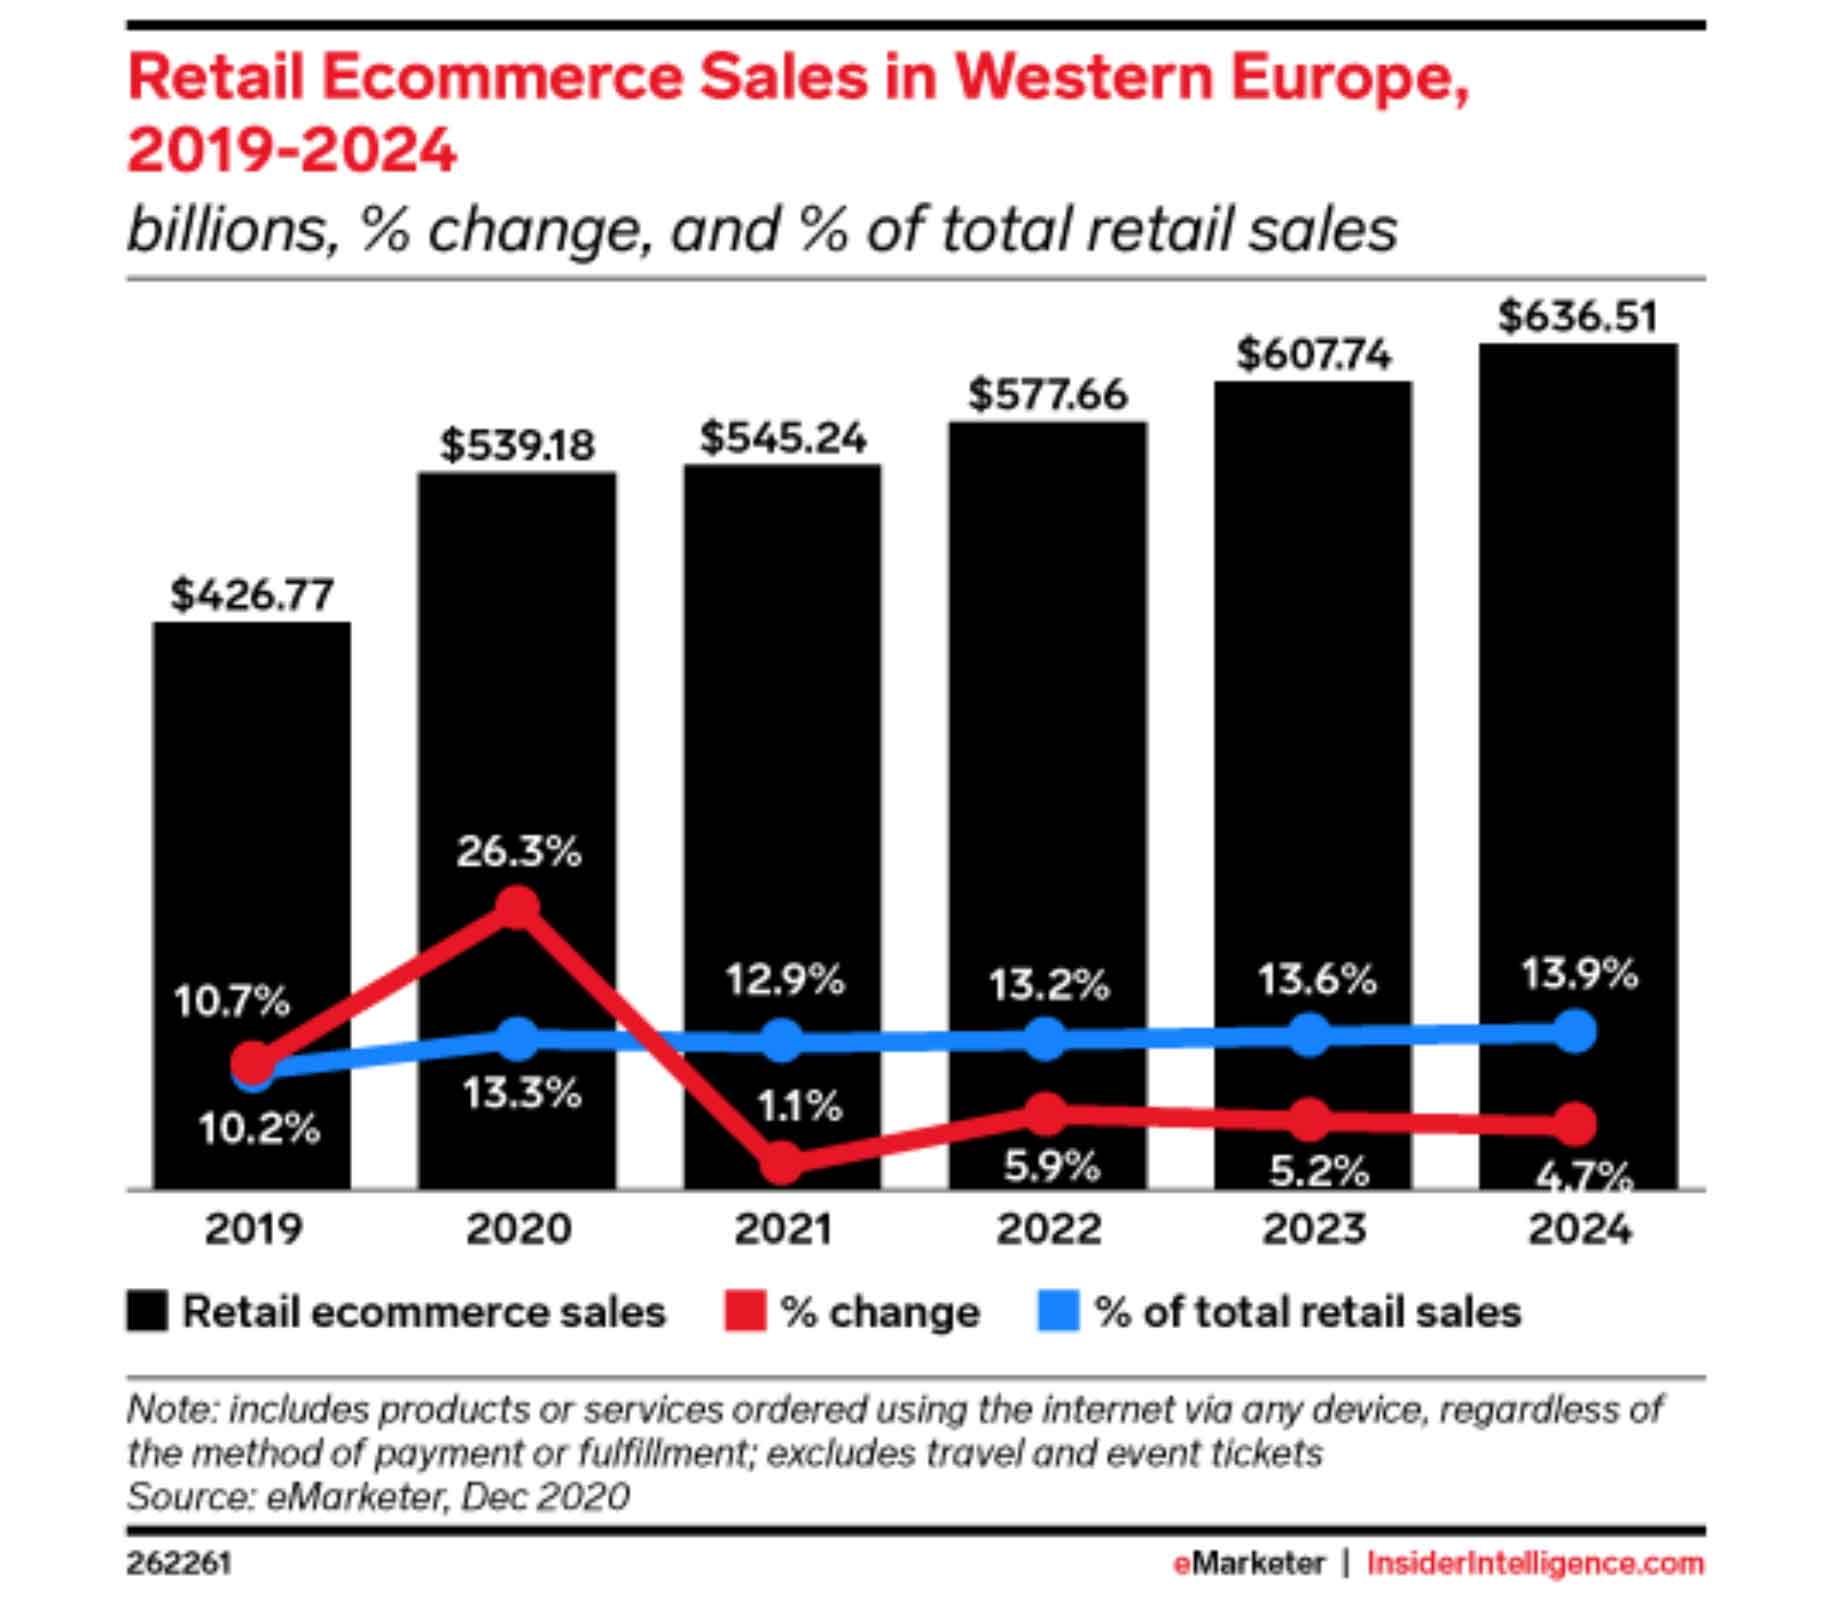 Retail Ecommerce Sales in Western Europe,
2019-2024
billions, % change, and % of total retail sales
$426.77
$539.18
$545.24
$577.66
$607.74
$636.51
10.7%
26.3%
1.1%
5.9%
5.2%
4.7%
10.2%
13.3%
12.9%
13.2%
13.6%
13.9%
2019 2020 2021 2022 2023 2024
Retail ecommerce sales % change % of total retail sales
Note: includes products or services ordered using the internet via any device, regardless of
the method of payment or fulfillment; excludes travel and event tickets
Source: eMarketer, Dec 2020
262261 eMarketer | InsiderIntelligence.com